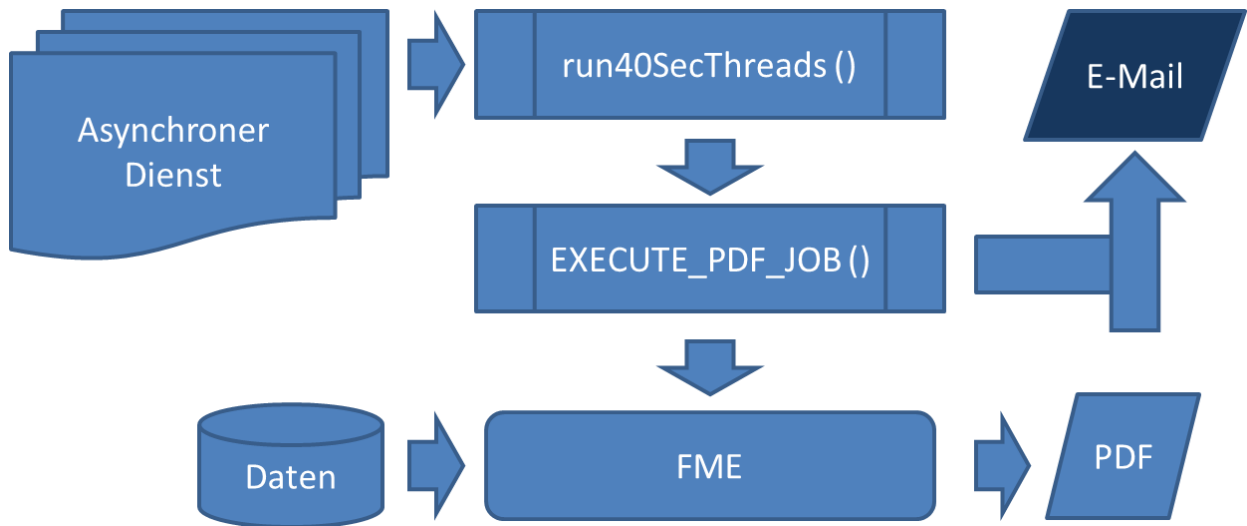 Asynchroner
Dienst
run40SecThreads ()
E-Mail
EXECUTE_PDF_JOB ()
Daten
FME
PDF